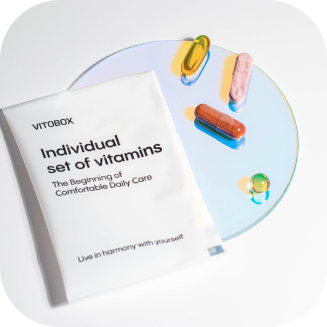 VITOBOX
Individual
set of vitamins
The Beginning of
Comfortable Daily Care
Live in harmony with yourself